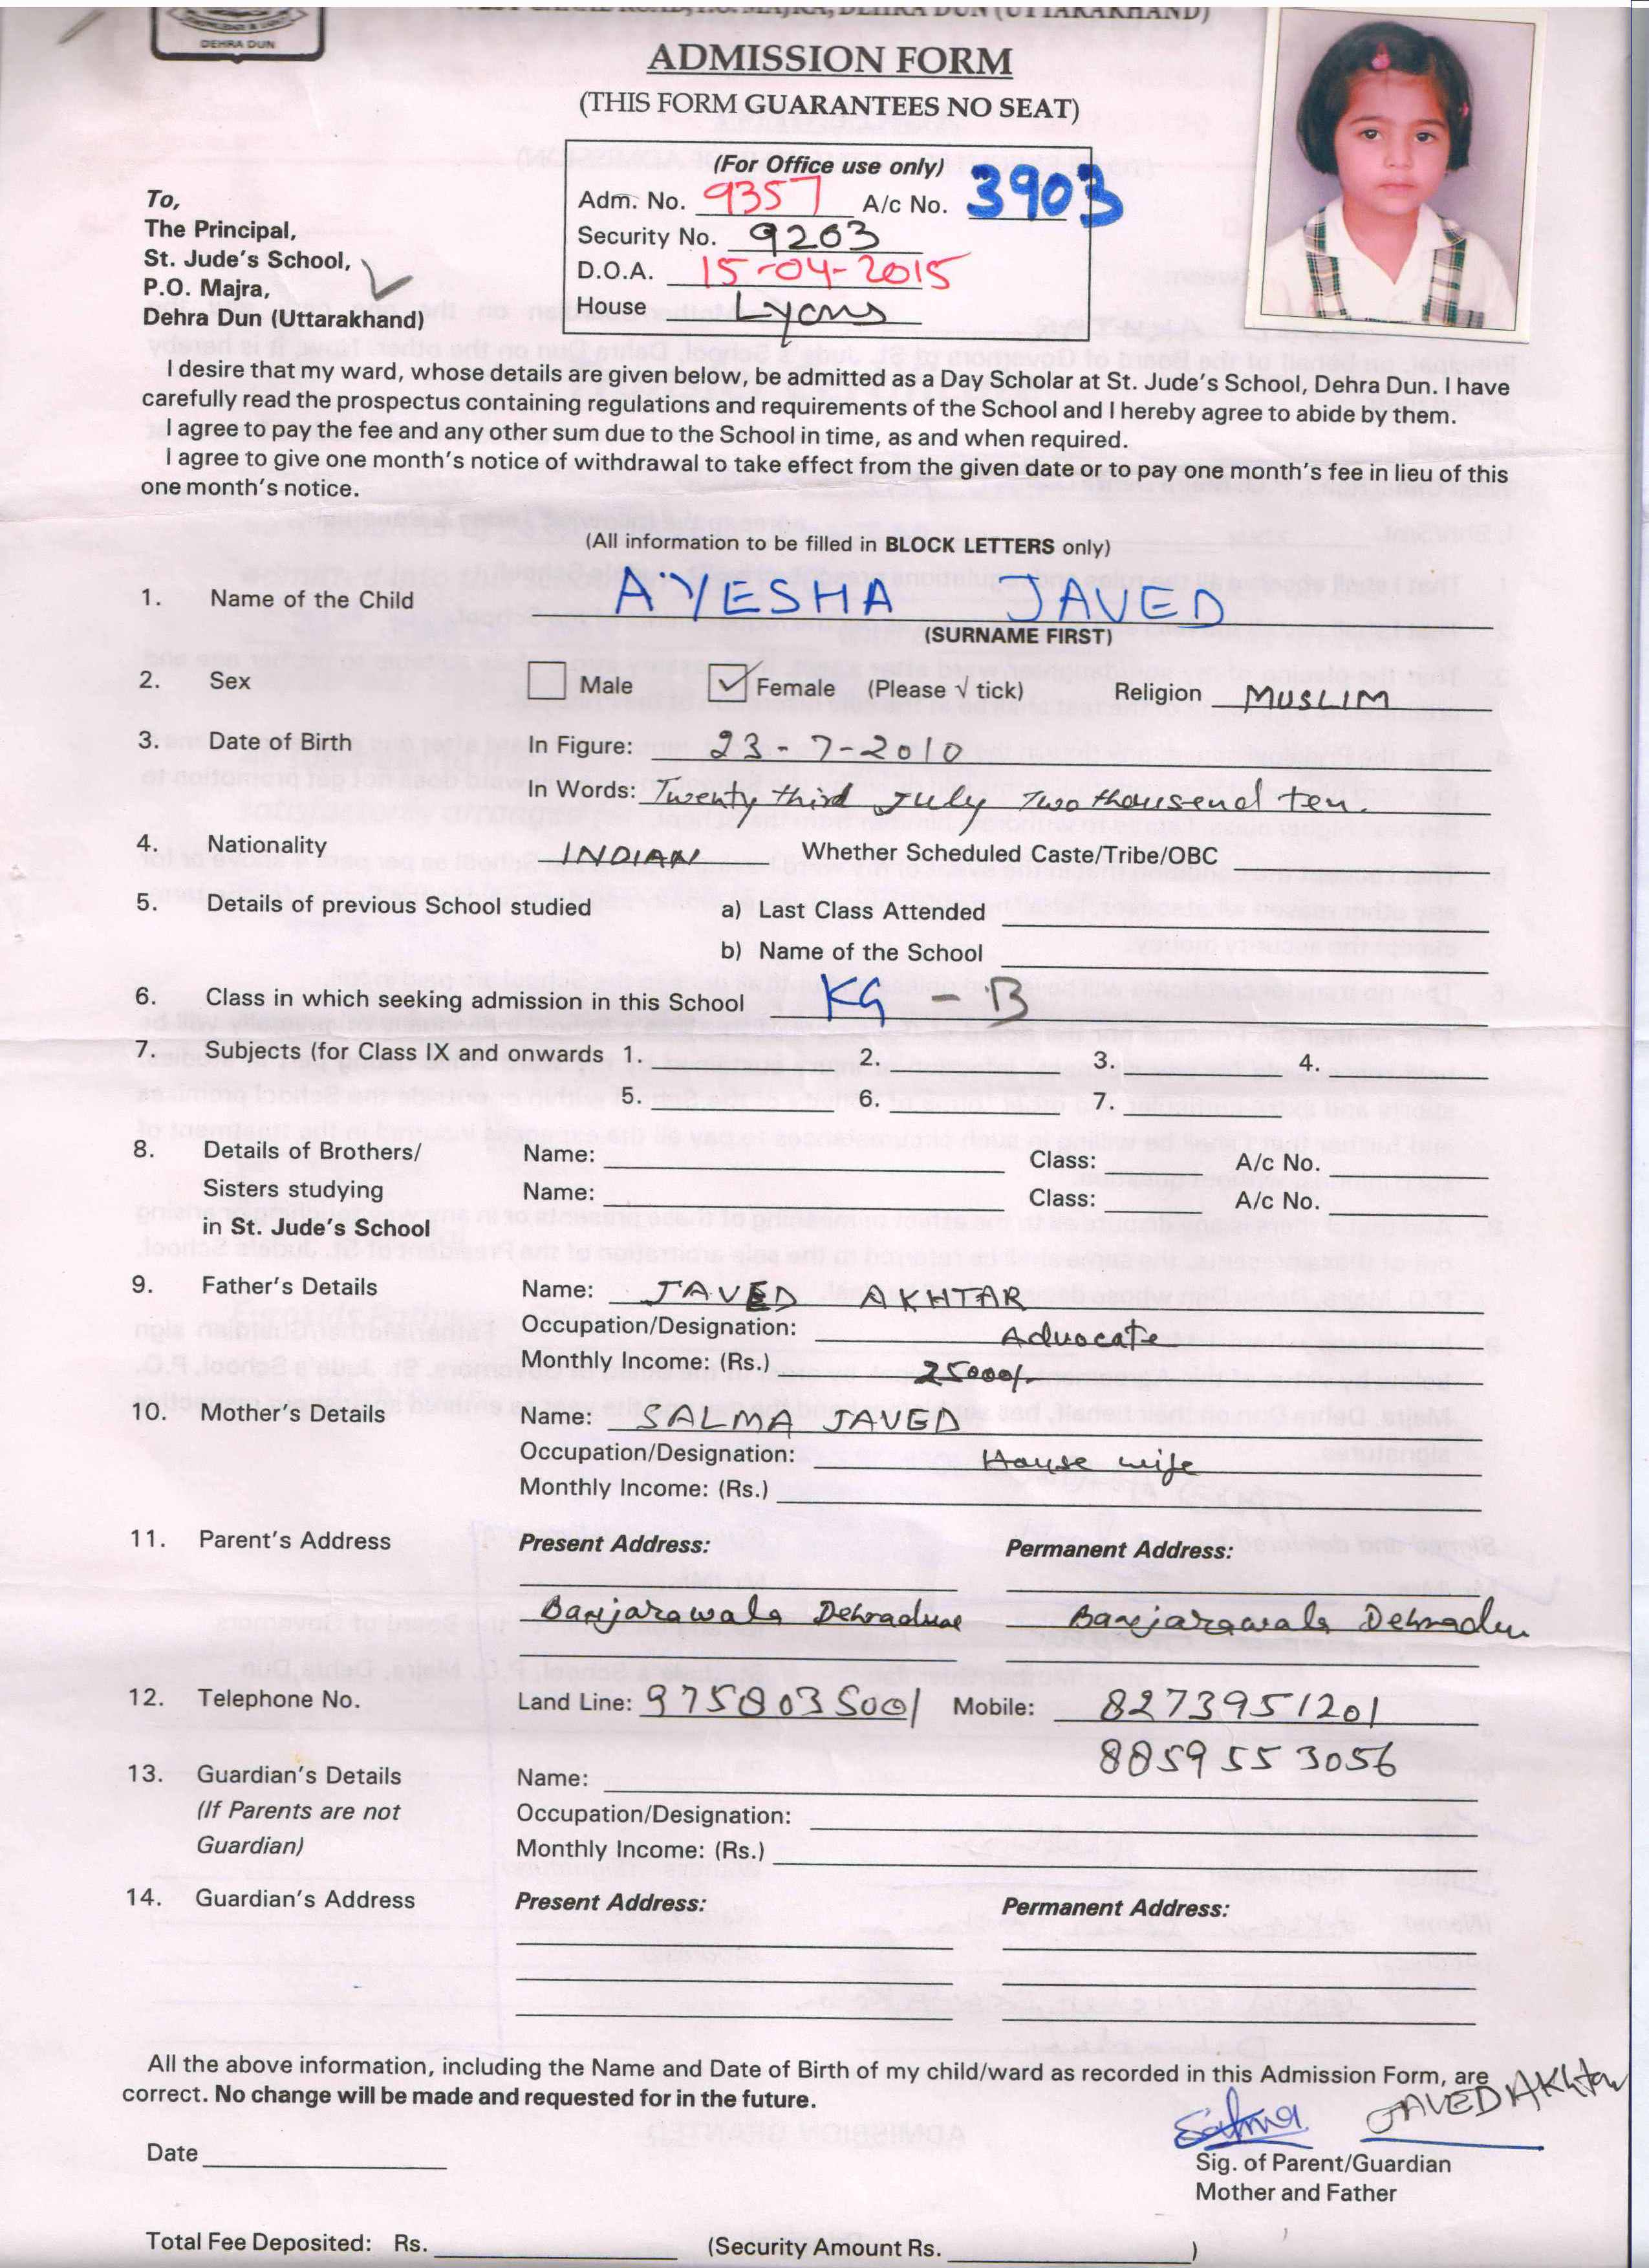 DEHRA DUN
WEST CANAL ROAD, P.O. MAJRA, DEHRA DUN (UTTARAKHAND)
ADMISSION FORM
(THIS FORM GUARANTEES NO SEAT)
(For Office use only)
Adm. No. 9357 A/c No. 3903
Security No. 9203
D.O.A. 15-04-2015
House Lyons
To,
The Principal,
St. Jude's School,
P.O. Majra,
Dehra Dun (Uttarakhand)
I desire that my ward, whose details are given below, be admitted as a Day Scholar at St. Jude's School, Dehra Dun. I have
carefully read the prospectus containing regulations and requirements of the School and I hereby agree to abide by them.
I agree to pay the fee and any other sum due to the School in time, as and when required.
I agree to give one month's notice of withdrawal to take effect from the given date or to pay one month's fee in lieu of this
one month's notice.
(All information to be filled in BLOCK LETTERS only)
1. Name of the Child AYESHA JAVED
(SURNAME FIRST)
2. Sex Male ✓ Female (Please √ tick) Religion MUSLIM
3. Date of Birth In Figure: 23-7-2010
In Words: Twenty third July Two thousend ten.
4. Nationality INDIAN Whether Scheduled Caste/Tribe/OBC
5. Details of previous School studied a) Last Class Attended
b) Name of the School
6. Class in which seeking admission in this School KG - B
7. Subjects (for Class IX and onwards 1. 2. 3. 4.
5. 6. 7.
8. Details of Brothers/ Name: Class: A/c No.
Sisters studying Name: Class: A/c No.
in St. Jude's School
9. Father's Details Name: JAVED AKHTAR
Occupation/Designation: Advocate
Monthly Income: (Rs.) 25000/-
10. Mother's Details Name: SALMA JAVED
Occupation/Designation: House wife
Monthly Income: (Rs.)
11. Parent's Address Present Address: Permanent Address:
Banjarawala Dehradune Banjarawala Dehradun
12. Telephone No. Land Line: 9758035001 Mobile: 8273951201
8859553056
13. Guardian's Details Name:
(If Parents are not Occupation/Designation:
Guardian) Monthly Income: (Rs.)
14. Guardian's Address Present Address: Permanent Address:
All the above information, including the Name and Date of Birth of my child/ward as recorded in this Admission Form, are
correct. No change will be made and requested for in the future.
Salma JAVED AKhtar
Date Sig. of Parent/Guardian
Mother and Father
Total Fee Deposited: Rs. (Security Amount Rs. )